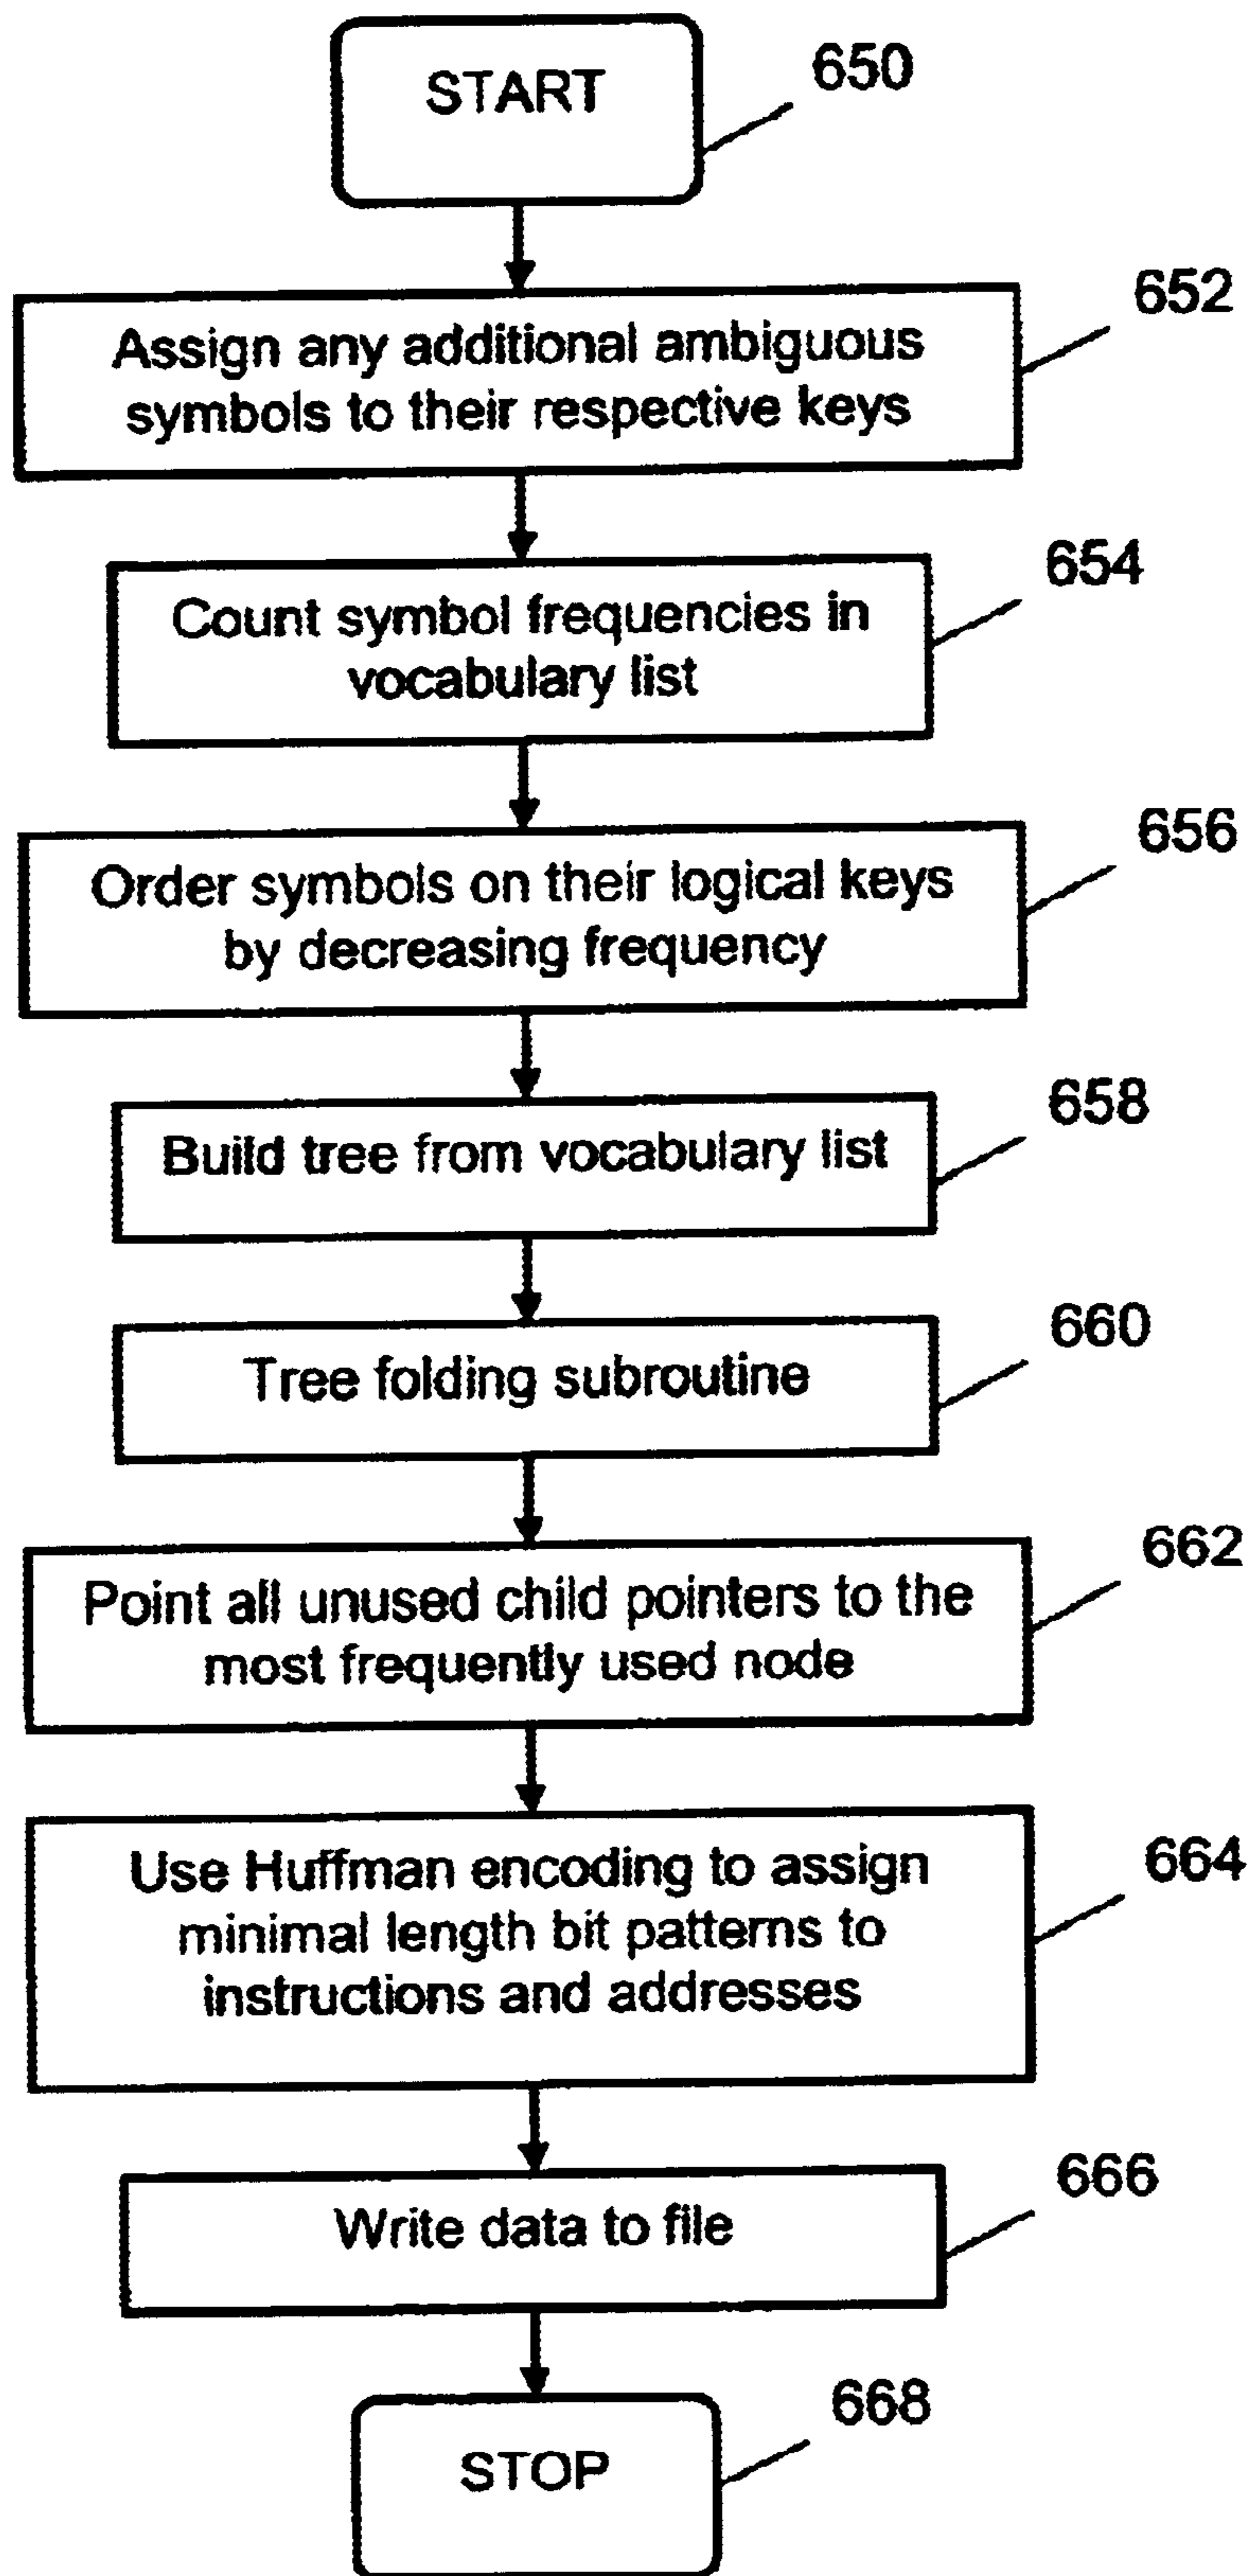 START
650
652
Assign any additional ambiguous
symbols to their respective keys
654
Count symbol frequencies in
vocabulary list
656
Order symbols on their logical keys
by decreasing frequency
658
Build tree from vocabulary list
660
Tree folding subroutine
662
Point all unused child pointers to the
most frequently used node
664
Use Huffman encoding to assign
minimal length bit patterns to
instructions and addresses
666
Write data to file
668
STOP